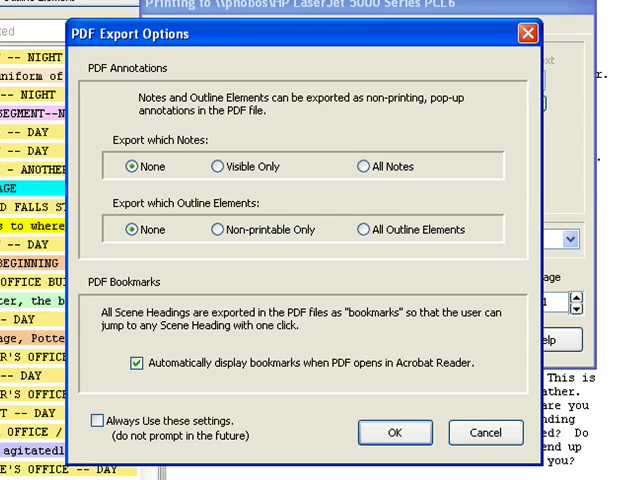 Printing to \\phobos\HP LaserJet 5000 Series PCL6
PDF Export Options
PDF Annotations
Notes and Outline Elements can be exported as non-printing, pop-up
annotations in the PDF file.
Export which Notes:
None Visible Only All Notes
Export which Outline Elements:
None Non-printable Only All Outline Elements
PDF Bookmarks
All Scene Headings are exported in the PDF files as "bookmarks" so that the user can
jump to any Scene Heading with one click.
Automatically display bookmarks when PDF opens in Acrobat Reader.
Always Use these settings.
(do not prompt in the future)
OK Cancel
-- NIGHT
uniform of
-- NIGHT
SEGMENT--N
-- DAY
-- DAY
- ANOTHE
AGE
D FALLS ST
s to where
-- DAY
BEGINNING
OFFICE BUI
ter, the b
- DAY
age, Potte
R'S OFFICE
-- DAY
R'S OFFICE
T -- DAY
OFFICE /
agitatedl
E'S OFFICE -- DAY
xt
r.
age
1
elp
This is
ather.
are you
nding
ed? Do
end up
you?